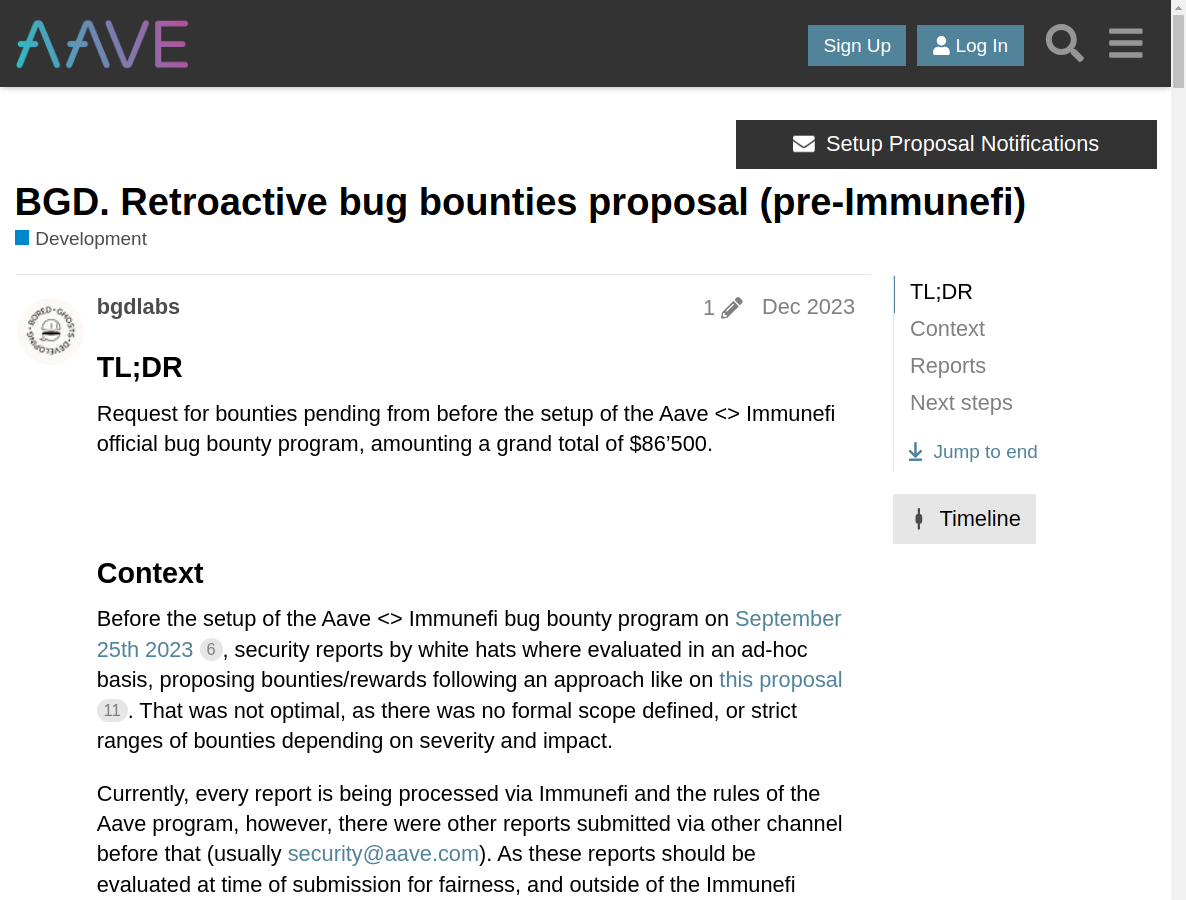 AAVE
Sign Up
Log In
Setup Proposal Notifications
BGD. Retroactive bug bounties proposal (pre-Immunefi)
Development
BORED · GHOSTS · DEVELOPING ·
bgdlabs
1
Dec 2023
TL;DR
Request for bounties pending from before the setup of the Aave <> Immunefi
official bug bounty program, amounting a grand total of $86’500.
Context
Before the setup of the Aave <> Immunefi bug bounty program on September
25th 2023 6, security reports by white hats where evaluated in an ad-hoc
basis, proposing bounties/rewards following an approach like on this proposal
11. That was not optimal, as there was no formal scope defined, or strict
ranges of bounties depending on severity and impact.
Currently, every report is being processed via Immunefi and the rules of the
Aave program, however, there were other reports submitted via other channel
before that (usually security@aave.com). As these reports should be
evaluated at time of submission for fairness, and outside of the Immunefi
TL;DR
Context
Reports
Next steps
Jump to end
Timeline